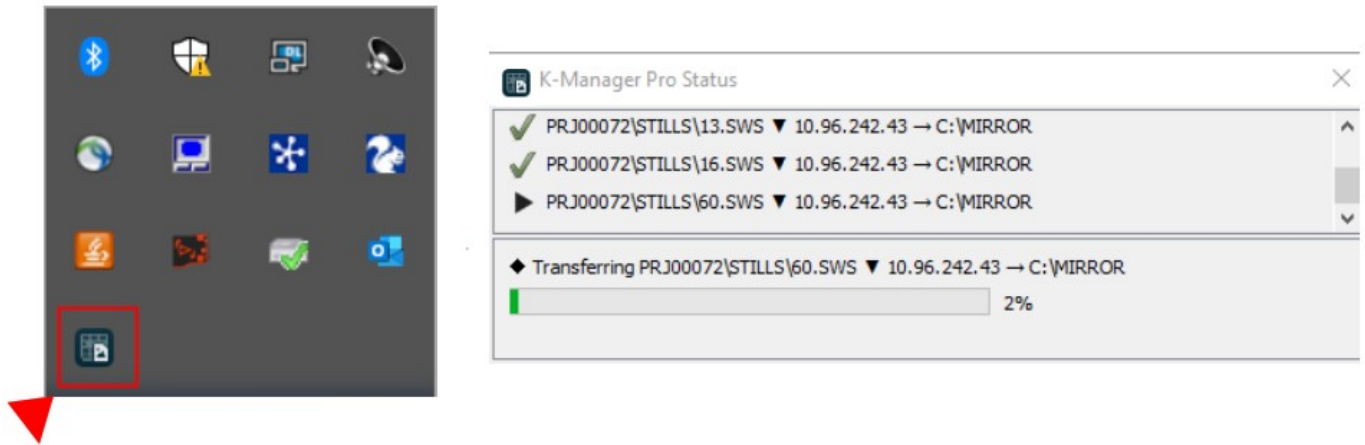 K-Manager Pro Status
PRJ00072\STILLS\13.SWS ▼ 10.96.242.43 → C:\MIRROR
PRJ00072\STILLS\16.SWS ▼ 10.96.242.43 → C:\MIRROR
PRJ00072\STILLS\60.SWS ▼ 10.96.242.43 → C:\MIRROR
◆ Transferring PRJ00072\STILLS\60.SWS ▼ 10.96.242.43 → C:\MIRROR
2%